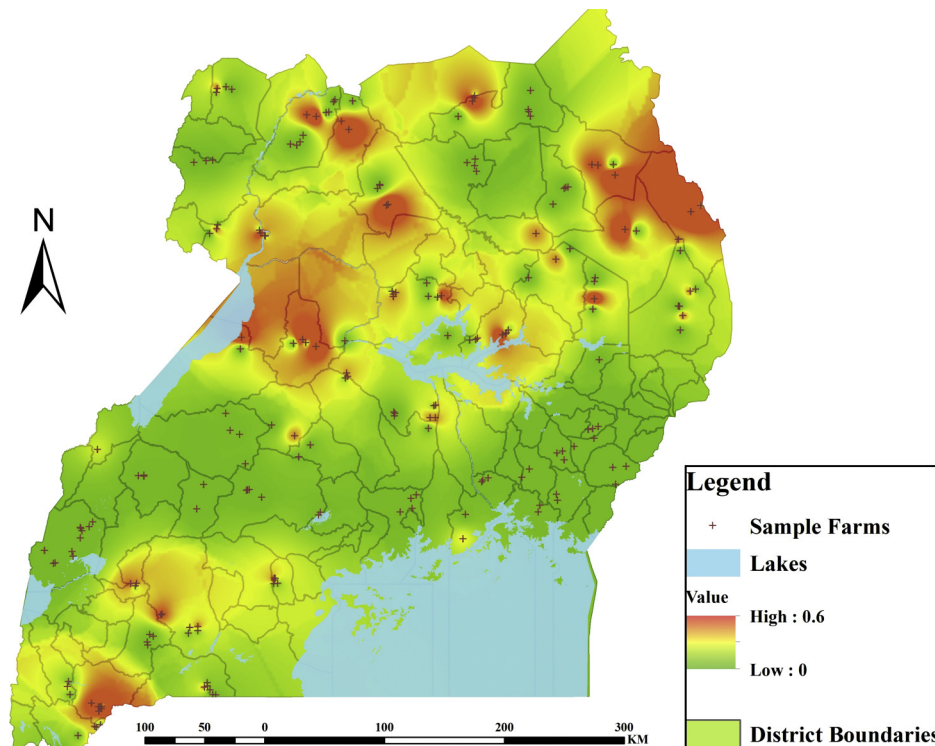 N
Legend
Sample Farms
Lakes
Value
High : 0.6
Low : 0
District Boundaries
100 50 0 100 200 300
KM